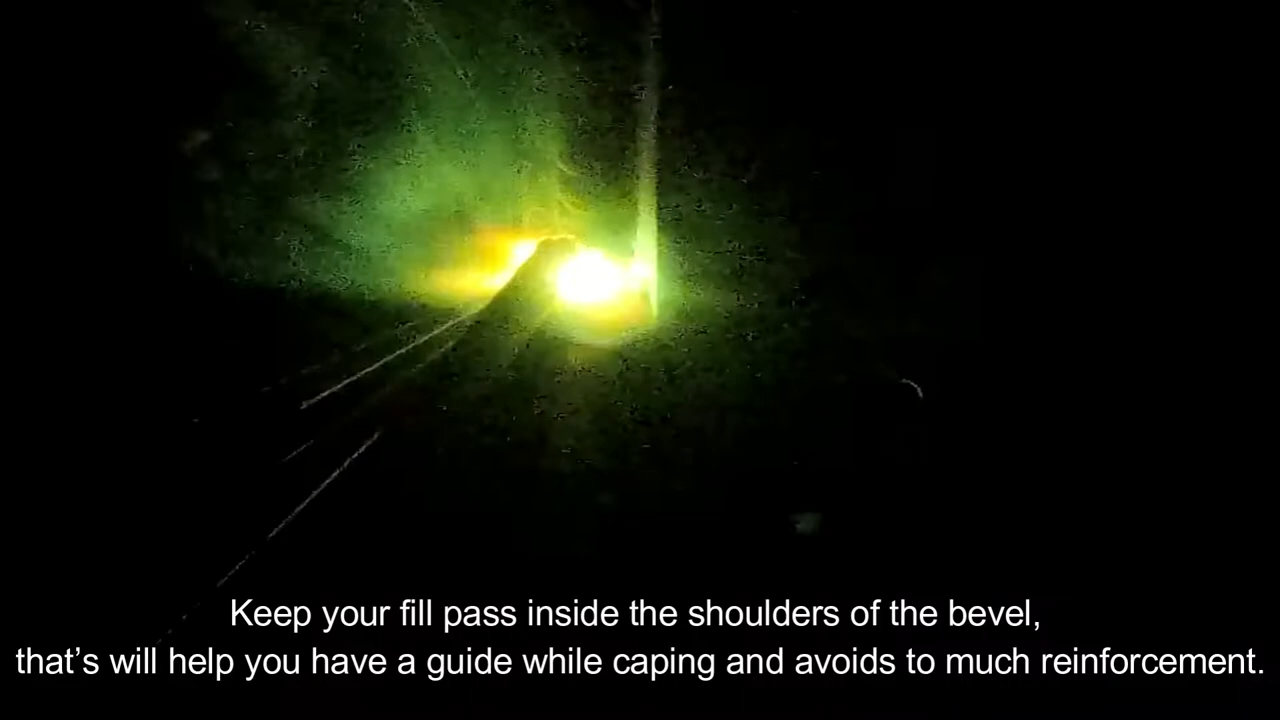 Keep your fill pass inside the shoulders of the bevel,
that’s will help you have a guide while caping and avoids to much reinforcement.